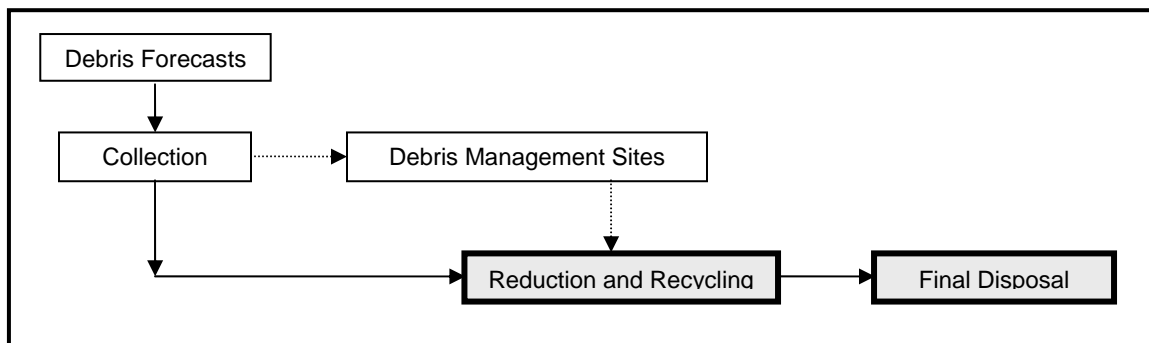 Debris Forecasts
Collection
Debris Management Sites
Reduction and Recycling
Final Disposal